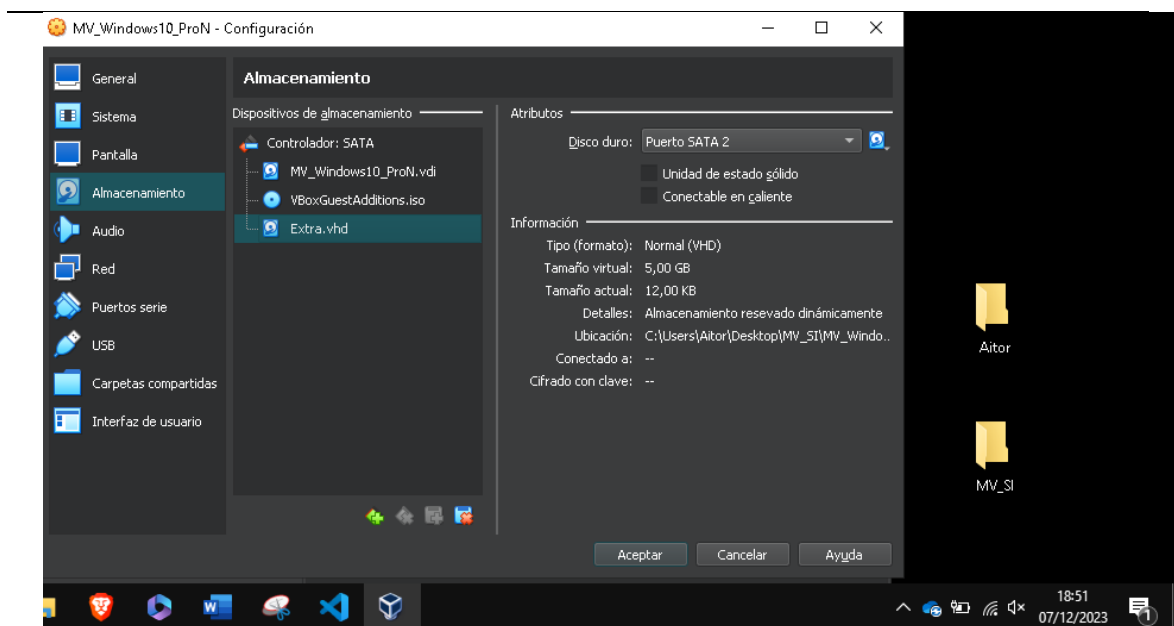 MV_Windows10_ProN - Configuración
General
Sistema
Pantalla
Almacenamiento
Audio
Red
Puertos serie
USB
Carpetas compartidas
Interfaz de usuario
Almacenamiento
Dispositivos de almacenamiento
Controlador: SATA
MV_Windows10_ProN.vdi
VBoxGuestAdditions.iso
Extra.vhd
Atributos
Disco duro: Puerto SATA 2
Unidad de estado sólido
Conectable en caliente
Información
Tipo (formato): Normal (VHD)
Tamaño virtual: 5,00 GB
Tamaño actual: 12,00 KB
Detalles: Almacenamiento resevado dinámicamente
Ubicación: C:\Users\Aitor\Desktop\MV_SI\MV_Windo..
Conectado a: --
Cifrado con clave: --
Aceptar Cancelar Ayuda
Aitor
MV_SI
W
18:51
07/12/2023
1